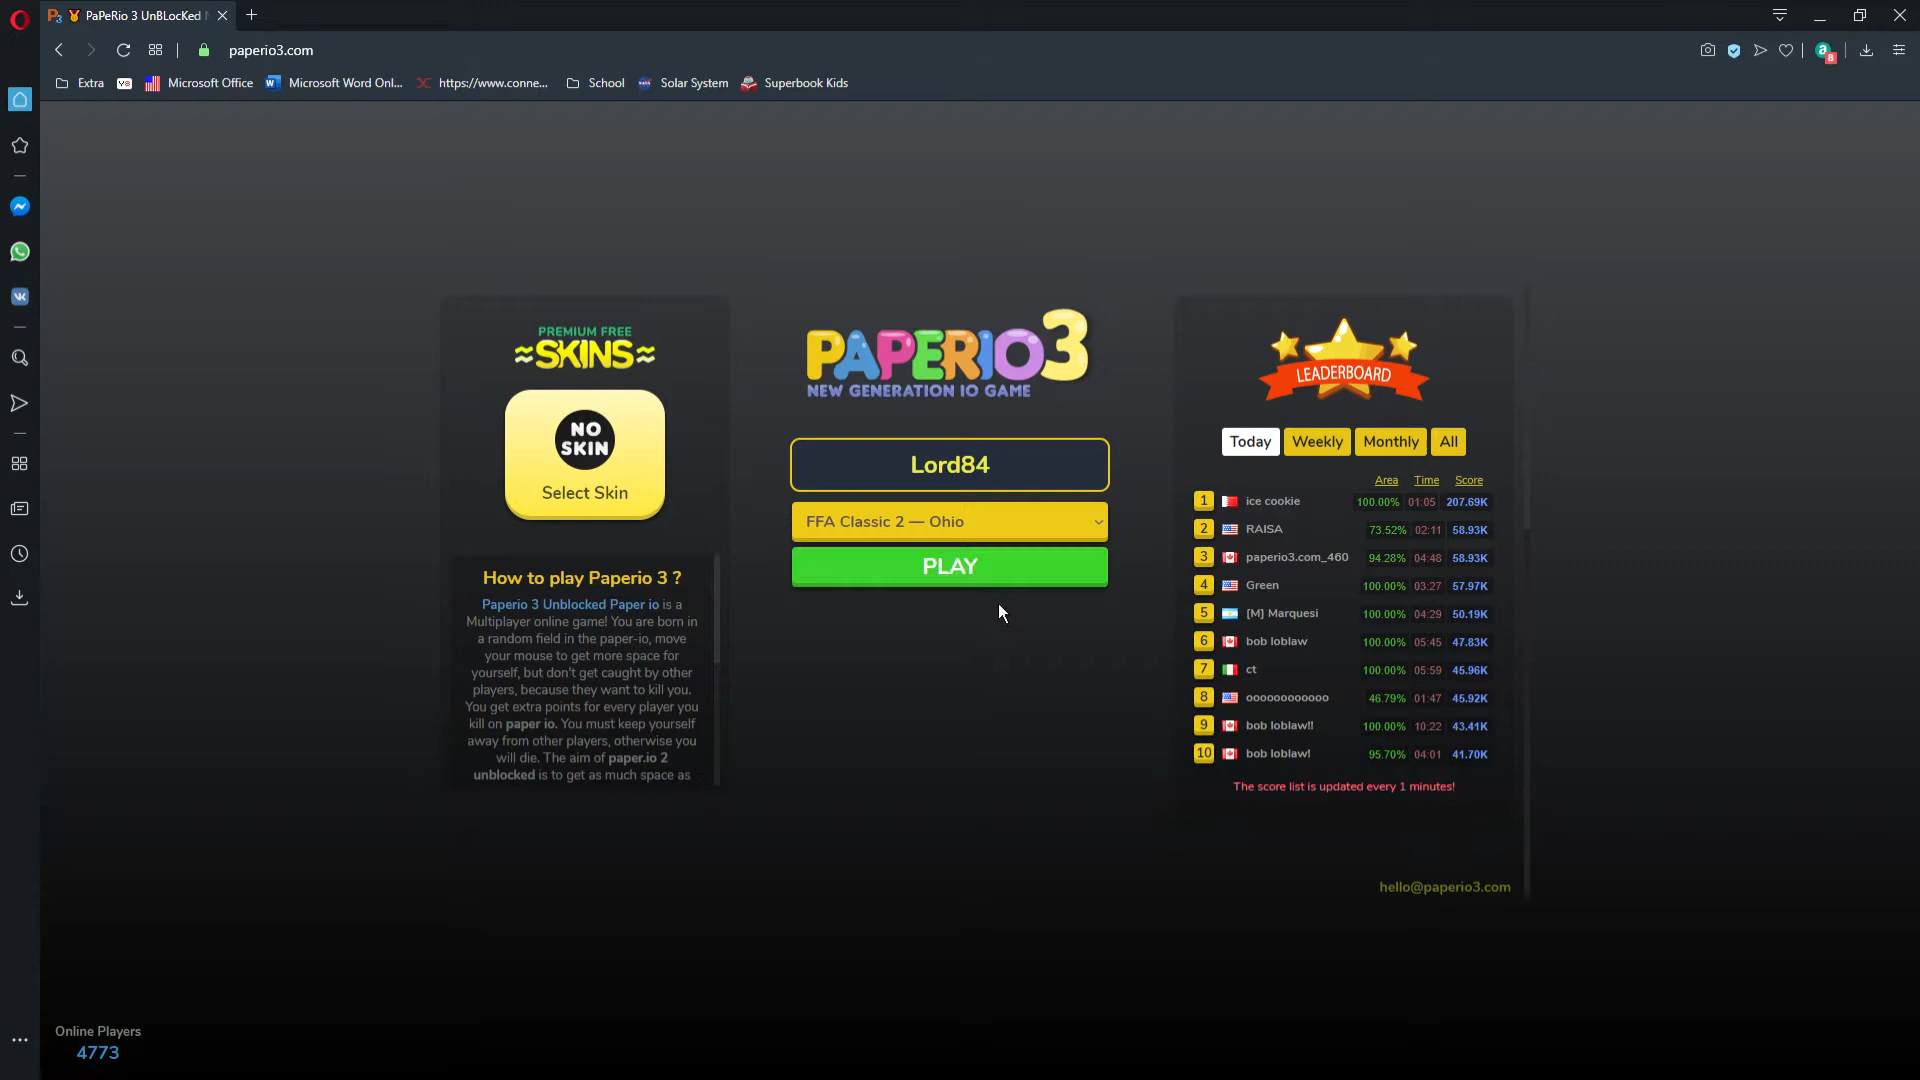 PaPeRio 3 UnBLocKed
paperio3.com
Extra
Microsoft Office
Microsoft Word Onl...
https://www.conne...
School
Solar System
Superbook Kids
8
PREMIUM FREE
SKINS
NO
SKIN
Select Skin
How to play Paperio 3 ?
Paperio 3 Unblocked Paper io is a
Multiplayer online game! You are born in
a random field in the paper-io, move
your mouse to get more space for
yourself, but don't get caught by other
players, because they want to kill you.
You get extra points for every player you
kill on paper io. You must keep yourself
away from other players, otherwise you
will die. The aim of paper.io 2
unblocked is to get as much space as
PAPERIO3
NEW GENERATION IO GAME
Lord84
FFA Classic 2 — Ohio
PLAY
LEADERBOARD
Today Weekly Monthly All
Area Time Score
1 ice cookie 100.00% 01:05 207.69K
2 RAISA 73.52% 02:11 58.93K
3 paperio3.com_460 94.28% 04:48 58.93K
4 Green 100.00% 03:27 57.97K
5 [M] Marquesi 100.00% 04:29 50.19K
6 bob loblaw 100.00% 05:45 47.83K
7 ct 100.00% 05:59 45.96K
8 oooooooooooo 46.79% 01:47 45.92K
9 bob loblaw!! 100.00% 10:22 43.41K
10 bob loblaw! 95.70% 04:01 41.70K
The score list is updated every 1 minutes!
hello@paperio3.com
Online Players
4773